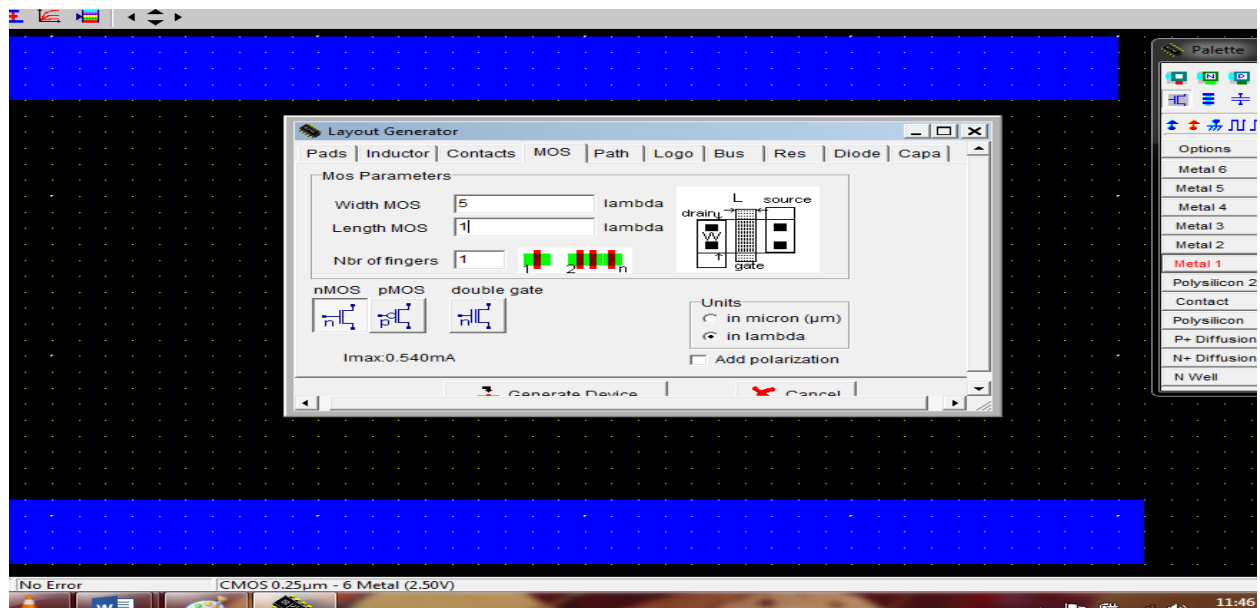 Palette
Layout Generator
Pads Inductor Contacts MOS Path Logo Bus Res Diode Capa
Mos Parameters
Width MOS 5 lambda
Length MOS 1 lambda
Nbr of fingers 1
1 2 n
L source
drain
W
gate
nMOS pMOS double gate
n p n
Imax:0.540mA
Units
in micron (µm)
in lambda
Add polarization
Generate Device Cancel
N P
Options
Metal 6
Metal 5
Metal 4
Metal 3
Metal 2
Metal 1
Polysilicon 2
Contact
Polysilicon
P+ Diffusion
N+ Diffusion
N Well
No Error CMOS 0.25µm - 6 Metal (2.50V)
W 11:46